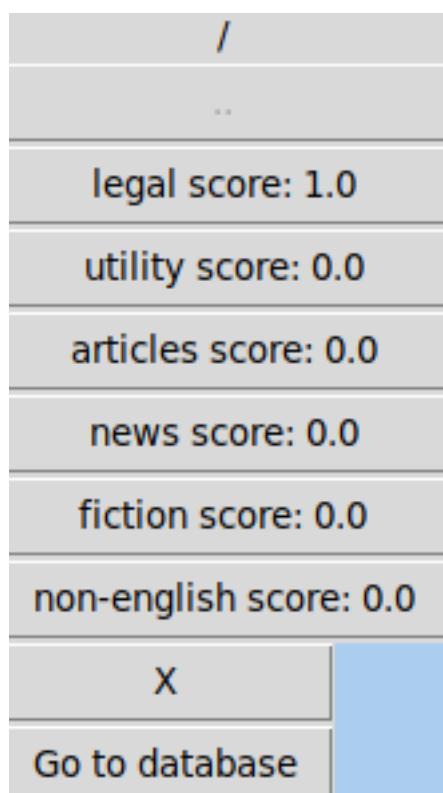 /
..
legal score: 1.0
utility score: 0.0
articles score: 0.0
news score: 0.0
fiction score: 0.0
non-english score: 0.0
X
Go to database